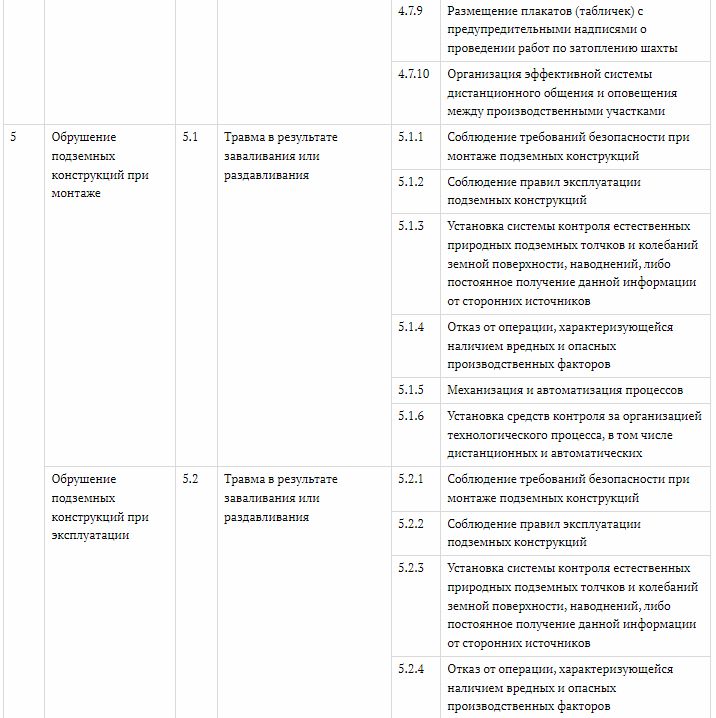 4.7.9 Размещение плакатов (табличек) с
предупредительными надписями о
проведении работ по затоплению шахты
4.7.10 Организация эффективной системы
дистанционного общения и оповещения
между производственными участками
5 Обрушение
подземных
конструкций при
монтаже
5.1 Травма в результате
заваливания или
раздавливания
5.1.1 Соблюдение требований безопасности при
монтаже подземных конструкций
5.1.2 Соблюдение правил эксплуатации
подземных конструкций
5.1.3 Установка системы контроля естественных
природных подземных толчков и колебаний
земной поверхности, наводнений, либо
постоянное получение данной информации
от сторонних источников
5.1.4 Отказ от операции, характеризующейся
наличием вредных и опасных
производственных факторов
5.1.5 Механизация и автоматизация процессов
5.1.6 Установка средств контроля за организацией
технологического процесса, в том числе
дистанционных и автоматических
Обрушение
подземных
конструкций при
эксплуатации
5.2 Травма в результате
заваливания или
раздавливания
5.2.1 Соблюдение требований безопасности при
монтаже подземных конструкций
5.2.2 Соблюдение правил эксплуатации
подземных конструкций
5.2.3 Установка системы контроля естественных
природных подземных толчков и колебаний
земной поверхности, наводнений, либо
постоянное получение данной информации
от сторонних источников
5.2.4 Отказ от операции, характеризующейся
наличием вредных и опасных
производственных факторов